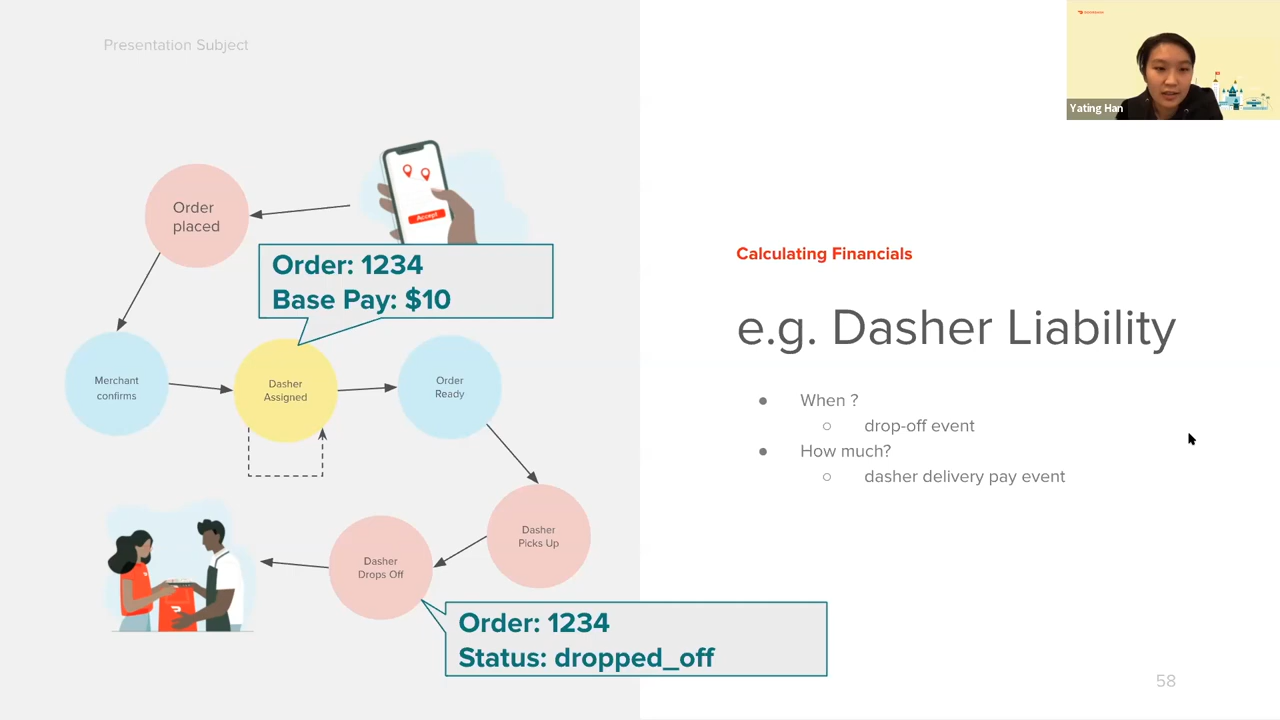 Presentation Subject
Yating Han
Order
placed
Accept
Order: 1234
Base Pay: $10
Merchant
confirms
Dasher
Assigned
Order
Ready
Dasher
Picks Up
Dasher
Drops Off
Order: 1234
Status: dropped_off
Calculating Financials
e.g. Dasher Liability
● When ?
○ drop-off event
● How much?
○ dasher delivery pay event
58